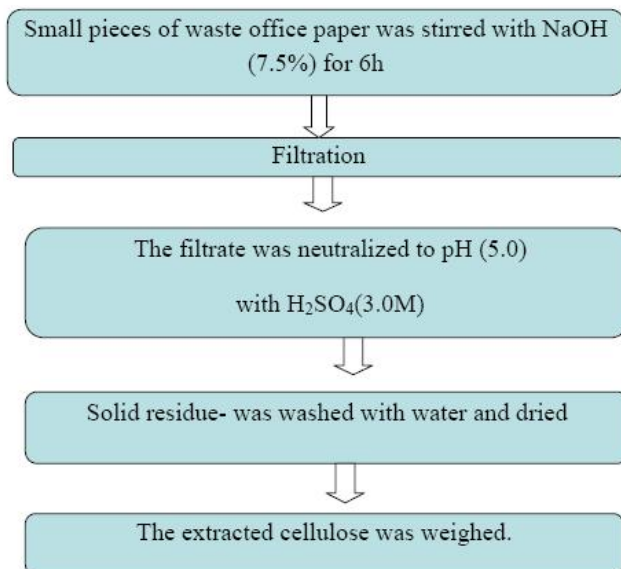 Small pieces of waste office paper was stirred with NaOH
(7.5%) for 6h
Filtration
The filtrate was neutralized to pH (5.0)
with H₂SO₄(3.0M)
Solid residue- was washed with water and dried
The extracted cellulose was weighed.